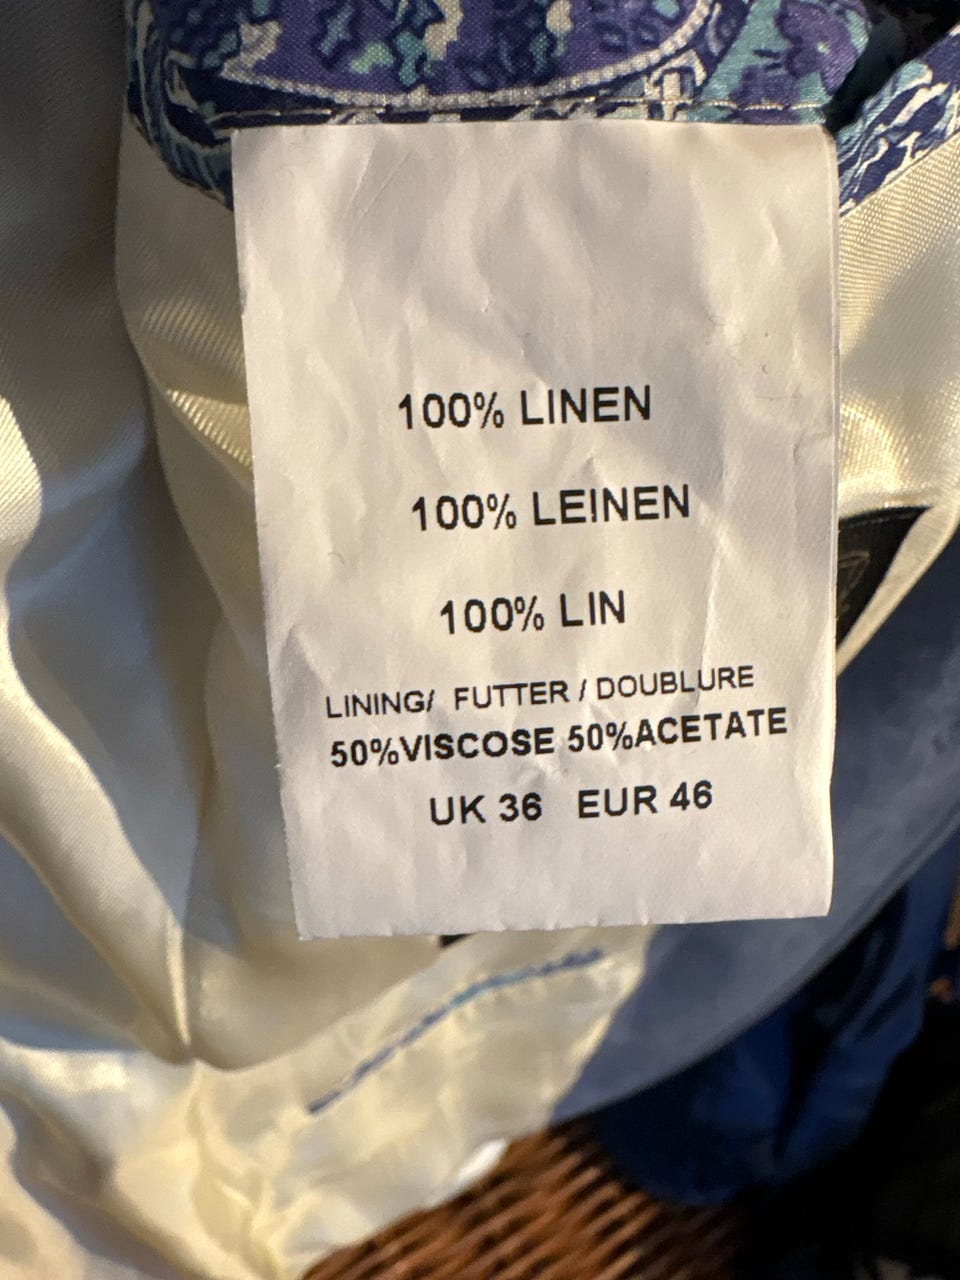 100% LINEN
100% LEINEN
100% LIN
LINING/ FUTTER / DOUBLURE
50%VISCOSE 50%ACETATE
UK 36 EUR 46